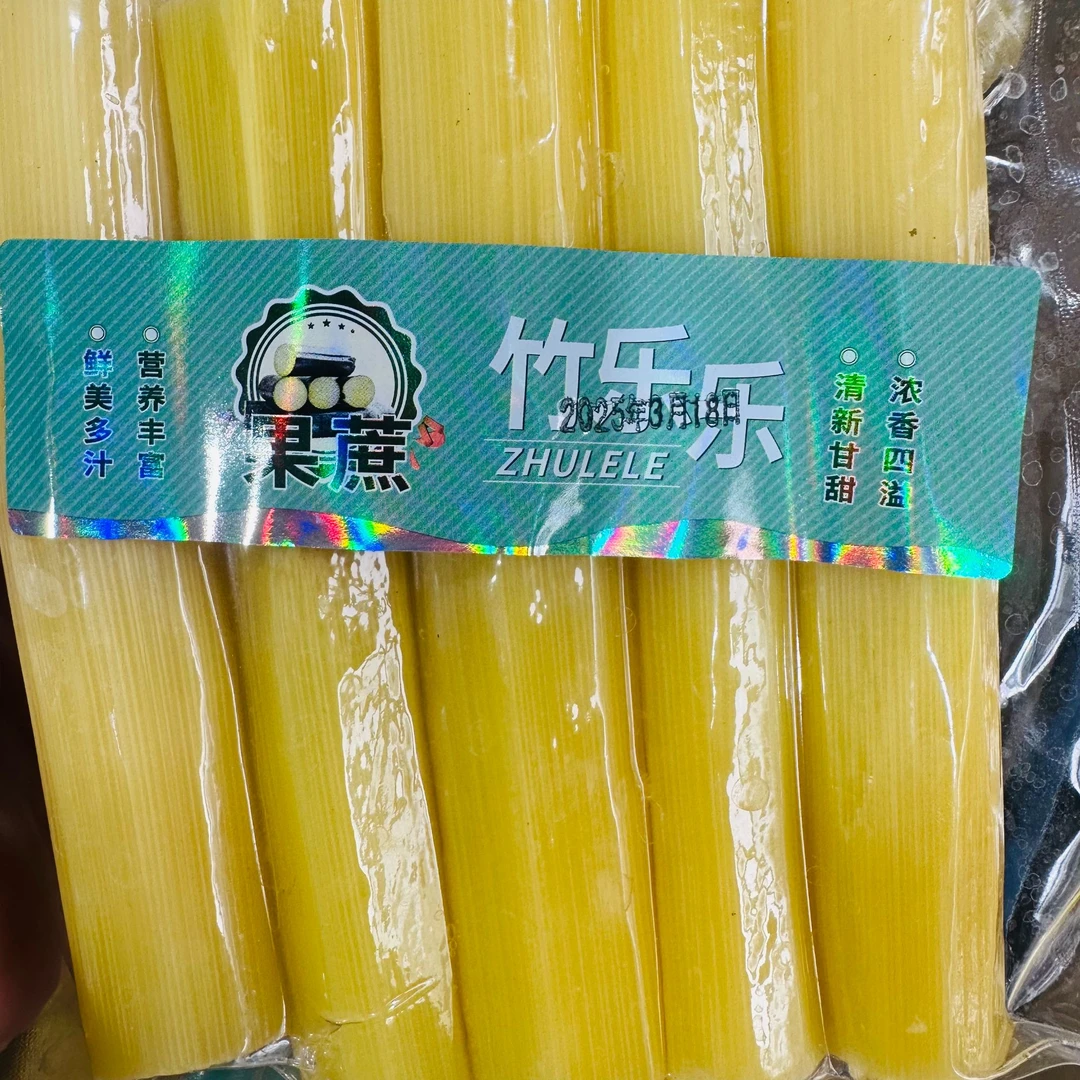 鲜美多汁
营养丰富
果蔗
竹乐乐
2025年3月18日
ZHULELE
清新甘甜
浓香四溢